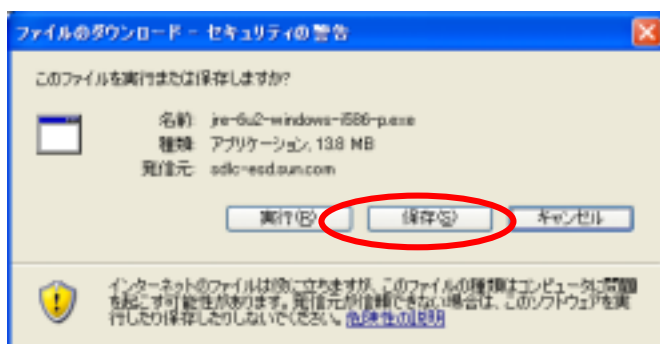 ファイルのダウンロード - セキュリティの警告
このファイルを実行または保存しますか?
名前: jre-6u2-windows-i586-p.exe
種類: アプリケーション, 13.8 MB
発信元: sdlc-esd.sun.com
実行(R) 保存(S) キャンセル
インターネットのファイルは役に立ちますが、このファイルの種類はコンピュータに問題
を起こす可能性があります。発信元が信頼できない場合は、このソフトウェアを実
行したり保存したりしないでください。危険性の説明